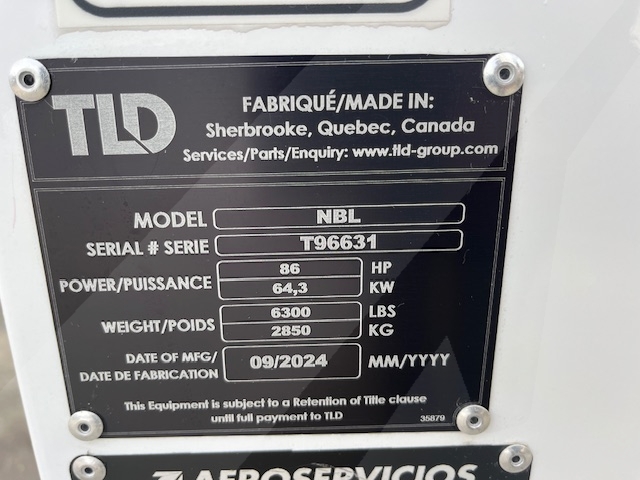 TLD
FABRIQUÉ/MADE IN:
Sherbrooke, Quebec, Canada
Services/Parts/Enquiry: www.tld-group.com
MODEL NBL
SERIAL # SERIE T96631
POWER/PUISSANCE 86 HP
64,3 KW
WEIGHT/POIDS 6300 LBS
2850 KG
DATE OF MFG/
DATE DE FABRICATION 09/2024 MM/YYYY
This Equipment is subject to a Retention of Title clause
until full payment to TLD
35879
AEROSERVICIOS